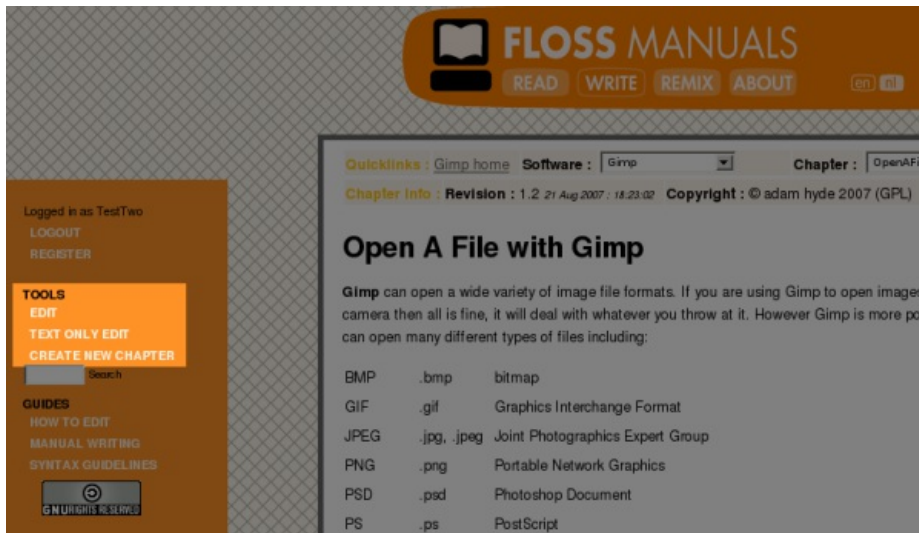 FLOSS MANUALS
READ WRITE REMIX ABOUT en nl
Quicklinks : Gimp home Software : Gimp Chapter : OpenAFi
Chapter Info : Revision : 1.2 21 Aug 2007 : 18:23:02 Copyright : © adam hyde 2007 (GPL)
Logged in as TestTwo
LOGOUT
REGISTER
TOOLS
EDIT
TEXT ONLY EDIT
CREATE NEW CHAPTER
Search
GUIDES
HOW TO EDIT
MANUAL WRITING
SYNTAX GUIDELINES
GNURIGHTS RESERVED
Open A File with Gimp
Gimp can open a wide variety of image file formats. If you are using Gimp to open images
camera then all is fine, it will deal with whatever you throw at it. However Gimp is more po
can open many different types of files including:
BMP .bmp bitmap
GIF .gif Graphics Interchange Format
JPEG .jpg, .jpeg Joint Photographics Expert Group
PNG .png Portable Network Graphics
PSD .psd Photoshop Document
PS .ps PostScript